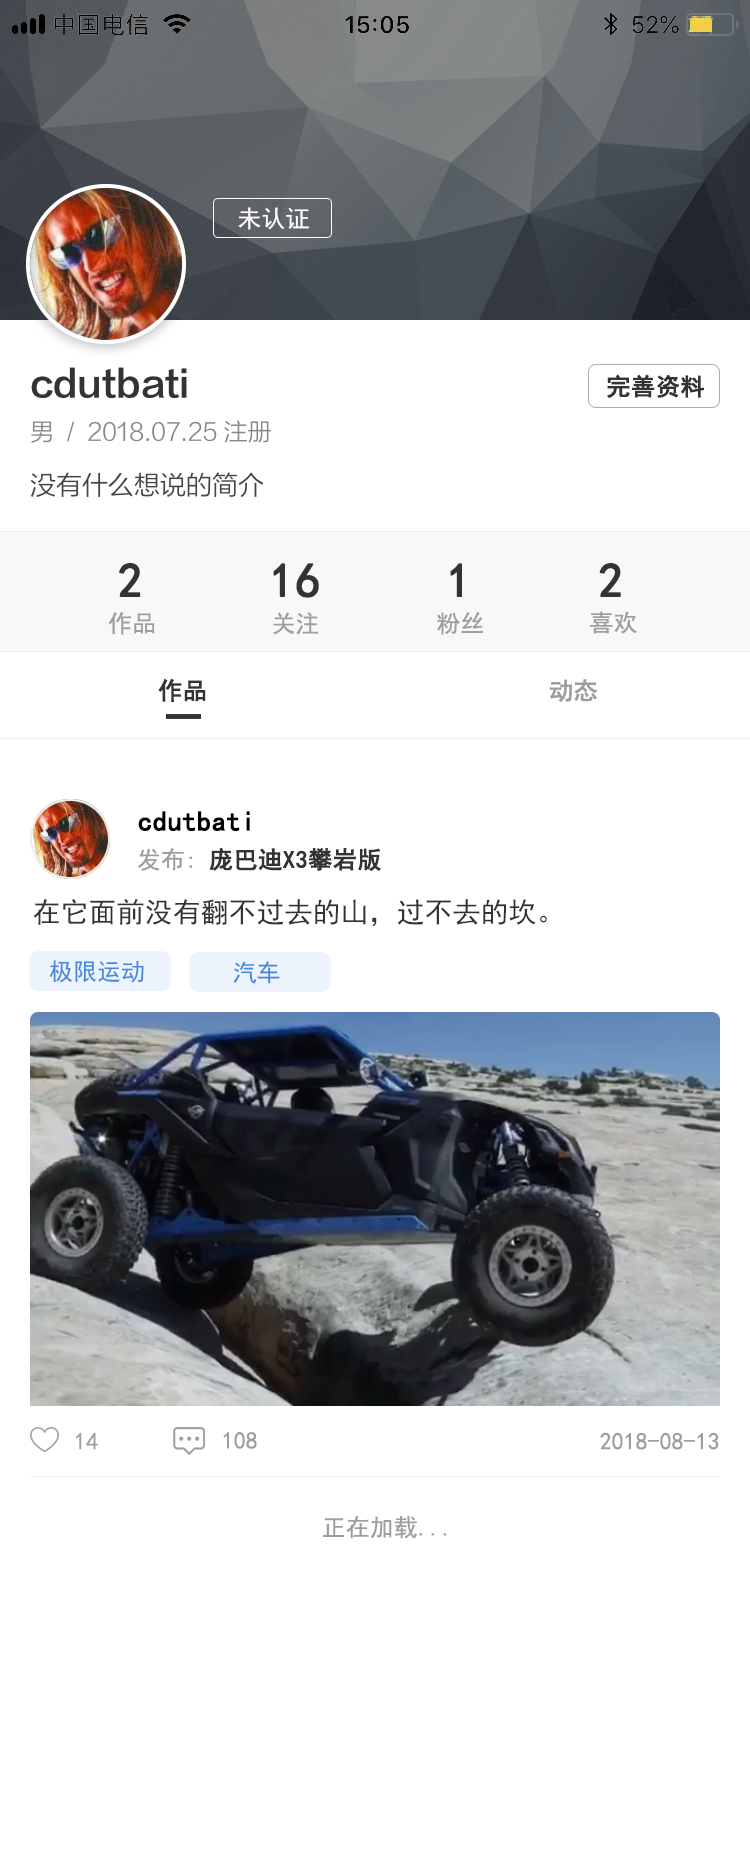 中国电信 15:05 52%
未认证
cdutbati
完善资料
男 / 2018.07.25 注册
没有什么想说的简介
2 16 1 2
作品 关注 粉丝 喜欢
作品 动态
cdutbati
发布：庞巴迪X3攀岩版
在它面前没有翻不过去的山，过不去的坎。
极限运动 汽车
14 108 2018-08-13
正在加载...